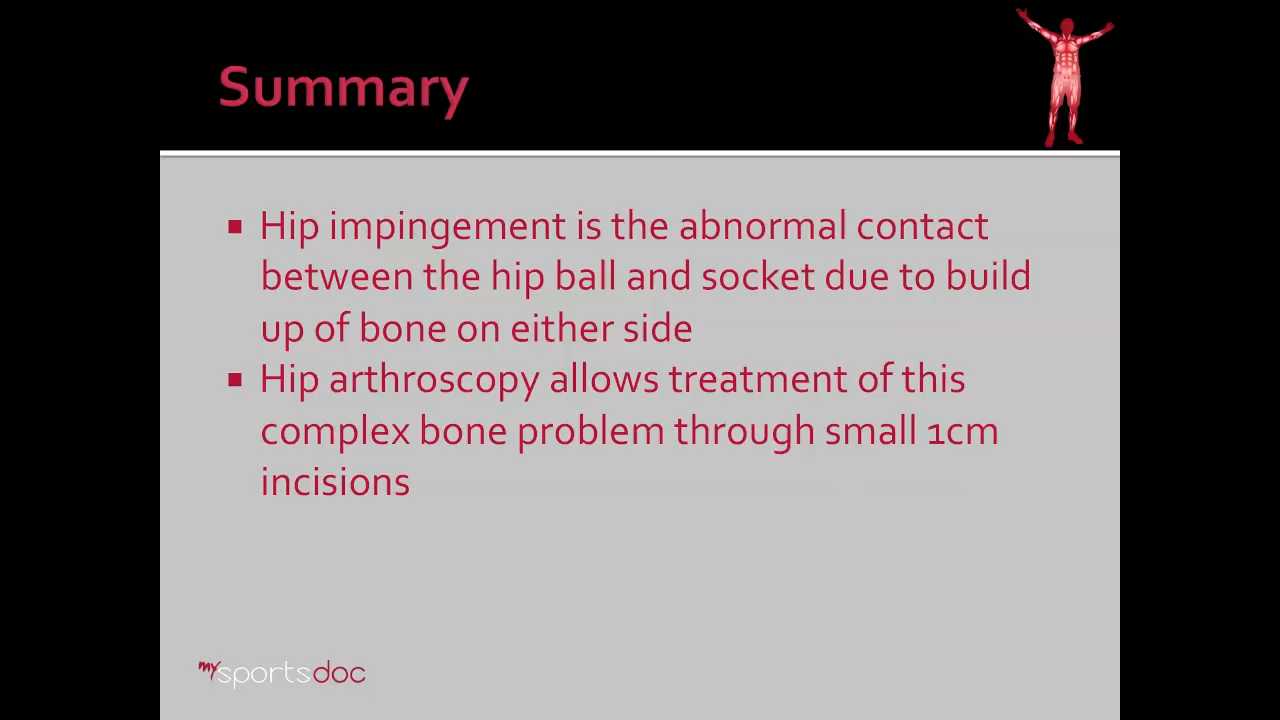 Summary
▪ Hip impingement is the abnormal contact
between the hip ball and socket due to build
up of bone on either side
▪ Hip arthroscopy allows treatment of this
complex bone problem through small 1cm
incisions
mysportsdoc